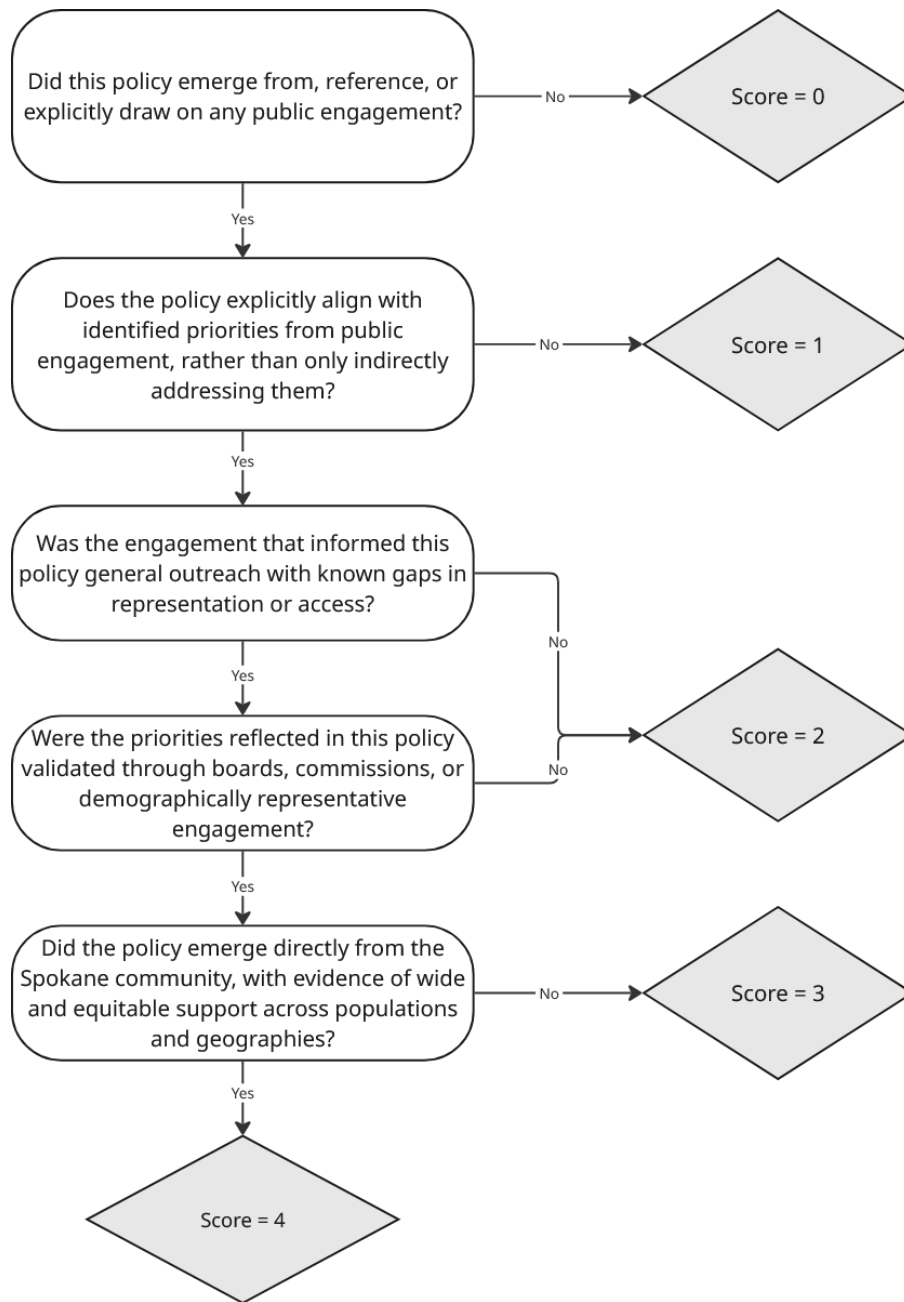 Did this policy emerge from, reference, or
explicitly draw on any public engagement?
No
Score = 0
Yes
Does the policy explicitly align with
identified priorities from public
engagement, rather than only indirectly
addressing them?
No
Score = 1
Yes
Was the engagement that informed this
policy general outreach with known gaps in
representation or access?
No
Yes
Score = 2
Were the priorities reflected in this policy
validated through boards, commissions, or
demographically representative
engagement?
No
Yes
Did the policy emerge directly from the
Spokane community, with evidence of wide
and equitable support across populations
and geographies?
No
Score = 3
Yes
Score = 4